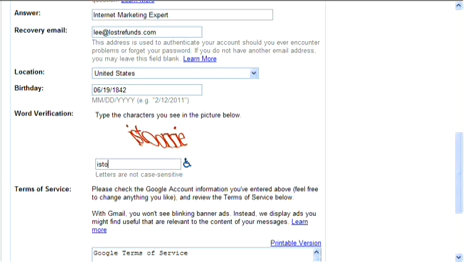 Answer:
Internet Marketing Expert
Recovery email:
lee@lostrefunds.com
This address is used to authenticate your account should you ever encounter
problems or forget your password. If you do not have another email address,
you may leave this field blank. Learn More
Location:
United States
Birthday:
06/19/1842
MM/DD/YYYY (e.g. "2/12/2011")
Word Verification:
Type the characters you see in the picture below.
isto
Letters are not case-sensitive
Terms of Service:
Please check the Google Account information you've entered above (feel free
to change anything you like), and review the Terms of Service below.
With Gmail, you won't see blinking banner ads. Instead, we display ads you
might find useful that are relevant to the content of your messages. Learn
more
Printable Version
Google Terms of Service